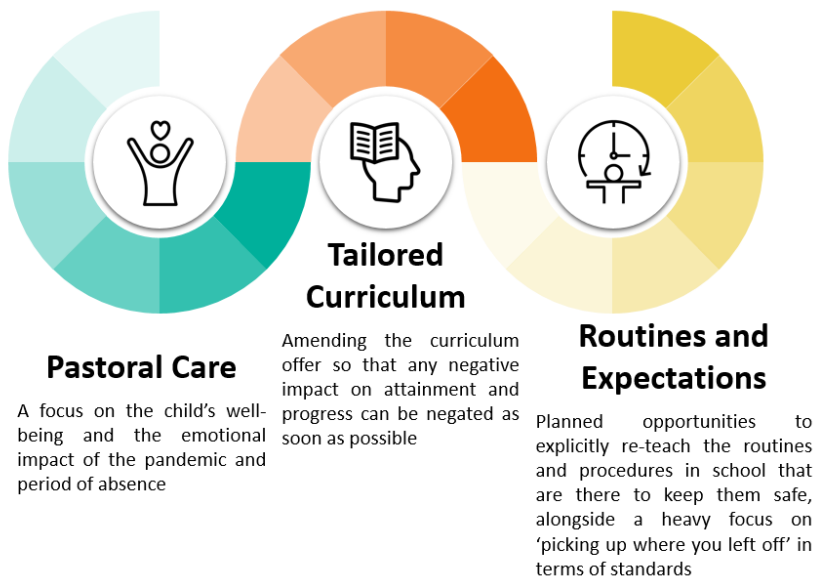 Pastoral Care
A focus on the child’s well-
being and the emotional
impact of the pandemic and
period of absence
Tailored
Curriculum
Amending the curriculum
offer so that any negative
impact on attainment and
progress can be negated as
soon as possible
Routines and
Expectations
Planned opportunities to
explicitly re-teach the routines
and procedures in school that
are there to keep them safe,
alongside a heavy focus on
‘picking up where you left off’ in
terms of standards